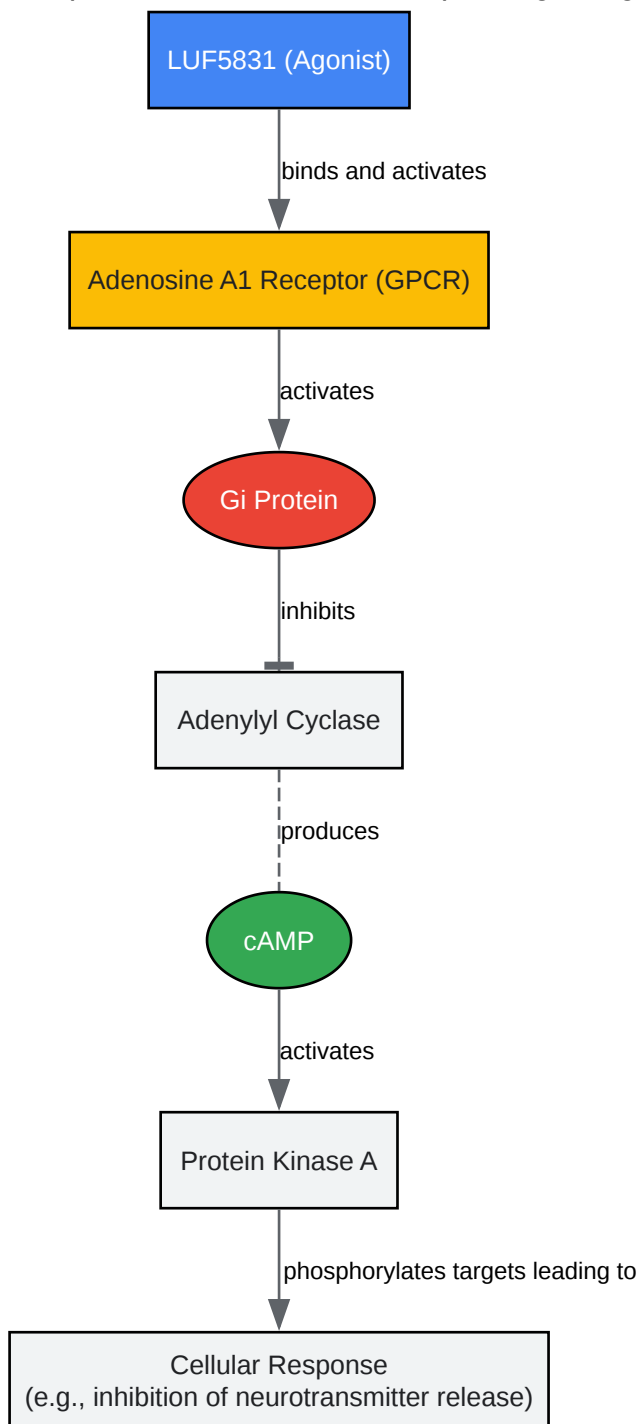 LUF5831 (Agonist)
binds and activates
Adenosine A1 Receptor (GPCR)
activates
Gi Protein
inhibits
Adenylyl Cyclase
produces
cAMP
activates
Protein Kinase A
phosphorylates targets leading to
Cellular Response
(e.g., inhibition of neurotransmitter release)